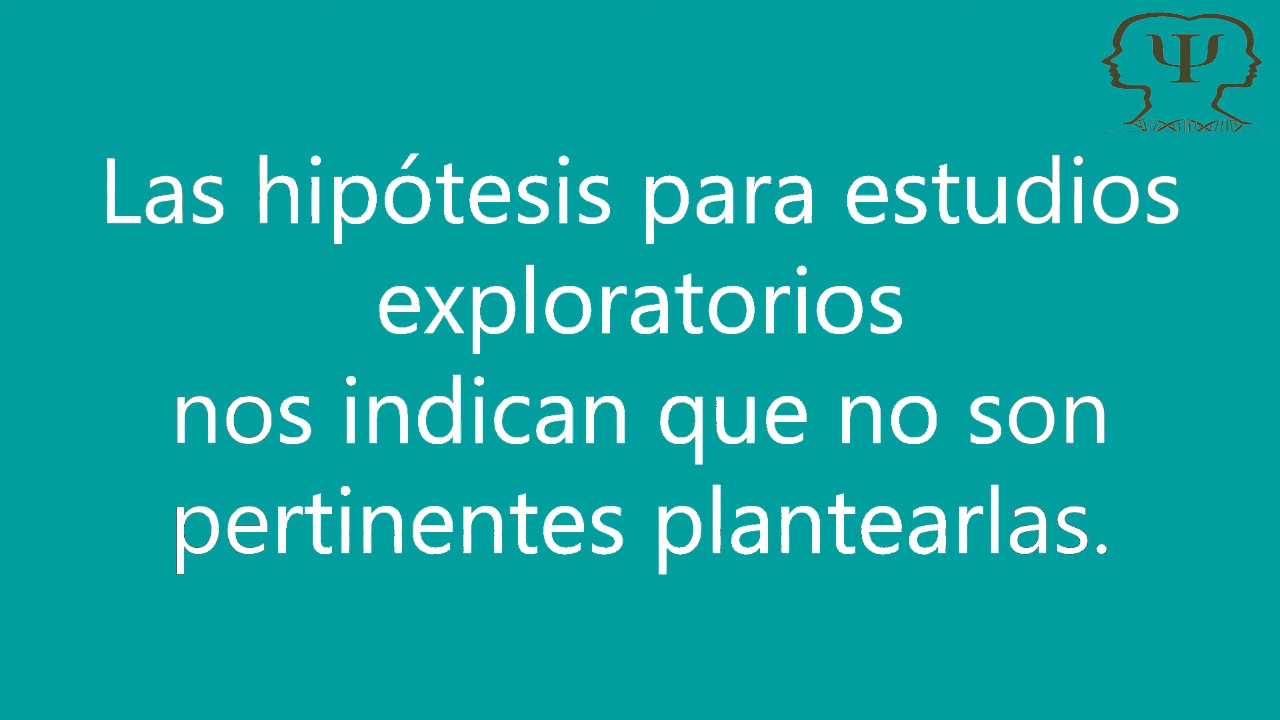 Ψ
Las hipótesis para estudios
exploratorios
nos indican que no son
pertinentes plantearlas.